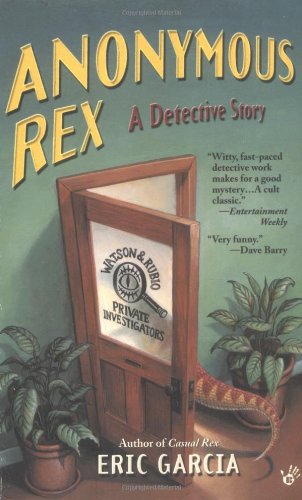 ANONYMOUS
REX
A Detective Story
"Witty, fast-paced
detective work
makes for a good
mystery…A cult
classic."
—Entertainment
Weekly
"Very funny."
—Dave Barry
WATSON & RUBIO
PRIVATE
INVESTIGATORS
Author of Casual Rex
ERIC GARCIA